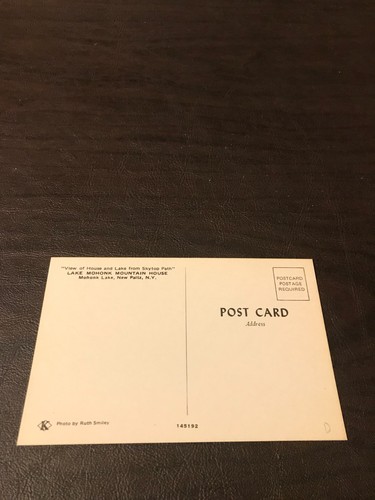 "View of House and Lake from Skytop Path"
LAKE MOHONK MOUNTAIN HOUSE
Mohonk Lake, New Paltz, N.Y.
POSTCARD
POSTAGE
REQUIRED
POST CARD
Address
K
Photo by Ruth Smiley
149192
D